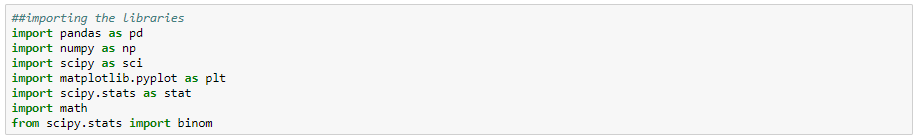 ##importing the libraries
import pandas as pd
import numpy as np
import scipy as sci
import matplotlib.pyplot as plt
import scipy.stats as stat
import math
from scipy.stats import binom